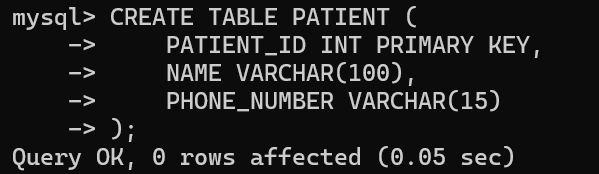 mysql> CREATE TABLE PATIENT (
    ->     PATIENT_ID INT PRIMARY KEY,
    ->     NAME VARCHAR(100),
    ->     PHONE_NUMBER VARCHAR(15)
    -> );
Query OK, 0 rows affected (0.05 sec)